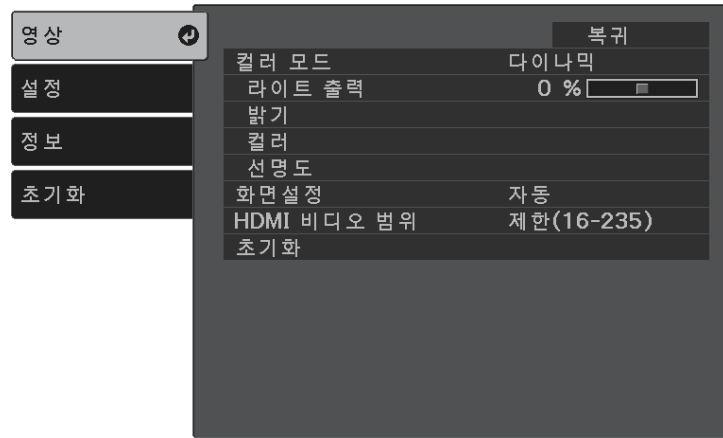 영상
설정
정보
초기화
복귀
컬러 모드 다이나믹
라이트 출력 0 %
밝기
컬러
선명도
화면설정 자동
HDMI 비디오 범위 제한(16-235)
초기화